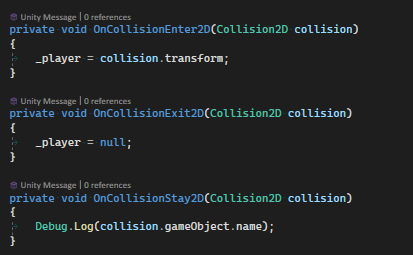 Unity Message | 0 references
private void OnCollisionEnter2D(Collision2D collision)
{
_player = collision.transform;
}
Unity Message | 0 references
private void OnCollisionExit2D(Collision2D collision)
{
_player = null;
}
Unity Message | 0 references
private void OnCollisionStay2D(Collision2D collision)
{
Debug.Log(collision.gameObject.name);
}